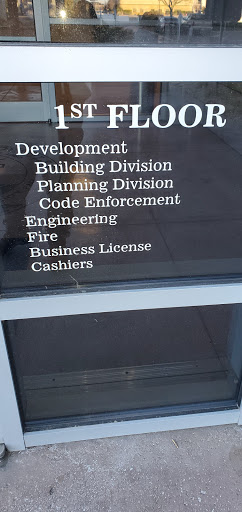 1ST FLOOR
Development
Building Division
Planning Division
Code Enforcement
Engineering
Fire
Business License
Cashiers